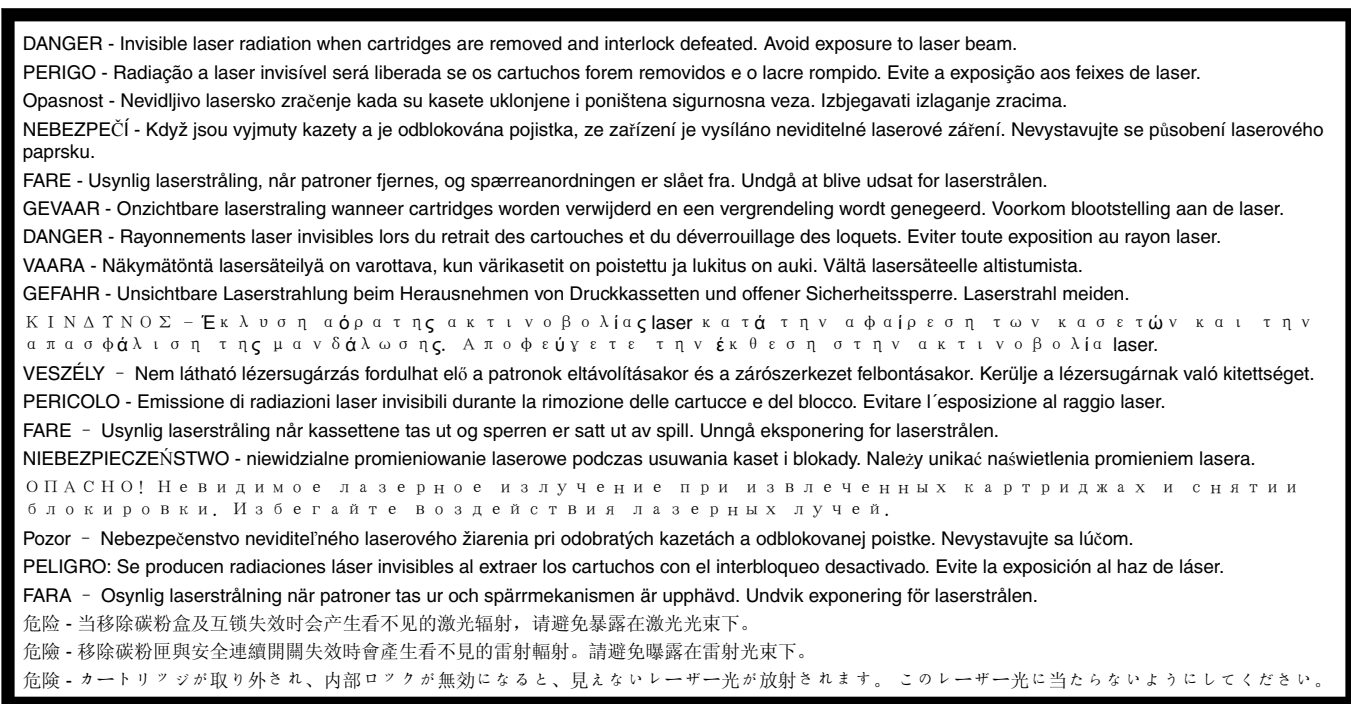 DANGER - Invisible laser radiation when cartridges are removed and interlock defeated. Avoid exposure to laser beam.
PERIGO - Radiação a laser invisível será liberada se os cartuchos forem removidos e o lacre rompido. Evite a exposição aos feixes de laser.
Opasnost - Nevidljivo lasersko zračenje kada su kasete uklonjene i poništena sigurnosna veza. Izbjegavati izlaganje zracima.
NEBEZPEČÍ - Když jsou vyjmuty kazety a je odblokována pojistka, ze zařízení je vysíláno neviditelné laserové záření. Nevystavujte se působení laserového
paprsku.
FARE - Usynlig laserstråling, når patroner fjernes, og spærreanordningen er slået fra. Undgå at blive udsat for laserstrålen.
GEVAAR - Onzichtbare laserstraling wanneer cartridges worden verwijderd en een vergrendeling wordt genegeerd. Voorkom blootstelling aan de laser.
DANGER - Rayonnements laser invisibles lors du retrait des cartouches et du déverrouillage des loquets. Eviter toute exposition au rayon laser.
VAARA - Näkymätöntä lasersäteilyä on varottava, kun värikasetit on poistettu ja lukitus on auki. Vältä lasersäteelle altistumista.
GEFAHR - Unsichtbare Laserstrahlung beim Herausnehmen von Druckkassetten und offener Sicherheitssperre. Laserstrahl meiden.
ΚΙΝΔΥΝΟΣ – Έκλυση αόρατης ακτινοβολίας laser κατά την αφαίρεση των κασετών και την
απασφάλιση της μανδάλωσης. Αποφεύγετε την έκθεση στην ακτινοβολία laser.
VESZÉLY – Nem látható lézersugárzás fordulhat elő a patronok eltávolításakor és a zárószerkezet felbontásakor. Kerülje a lézersugárnak való kitettséget.
PERICOLO - Emissione di radiazioni laser invisibili durante la rimozione delle cartucce e del blocco. Evitare l´esposizione al raggio laser.
FARE – Usynlig laserstråling når kassettene tas ut og sperren er satt ut av spill. Unngå eksponering for laserstrålen.
NIEBEZPIECZEŃSTWO - niewidzialne promieniowanie laserowe podczas usuwania kaset i blokady. Należy unikać naświetlenia promieniem lasera.
ОПАСНО! Невидимое лазерное излучение при извлеченных картриджах и снятии
блокировки. Избегайте воздействия лазерных лучей.
Pozor – Nebezpečenstvo neviditeľného laserového žiarenia pri odobratých kazetách a odblokovanej poistke. Nevystavujte sa lúčom.
PELIGRO: Se producen radiaciones láser invisibles al extraer los cartuchos con el interbloqueo desactivado. Evite la exposición al haz de láser.
FARA – Osynlig laserstrålning när patroner tas ur och spärrmekanismen är upphävd. Undvik exponering för laserstrålen.
危险 - 当移除碳粉盒及互锁失效时会产生看不见的激光辐射，请避免暴露在激光光束下。
危險 - 移除碳粉匣與安全連續開關失效時會產生看不見的雷射輻射。請避免曝露在雷射光束下。
危険 - カートリッジが取り外され、内部ロックが無効になると、見えないレーザー光が放射されます。 このレーザー光に当たらないようにしてください。